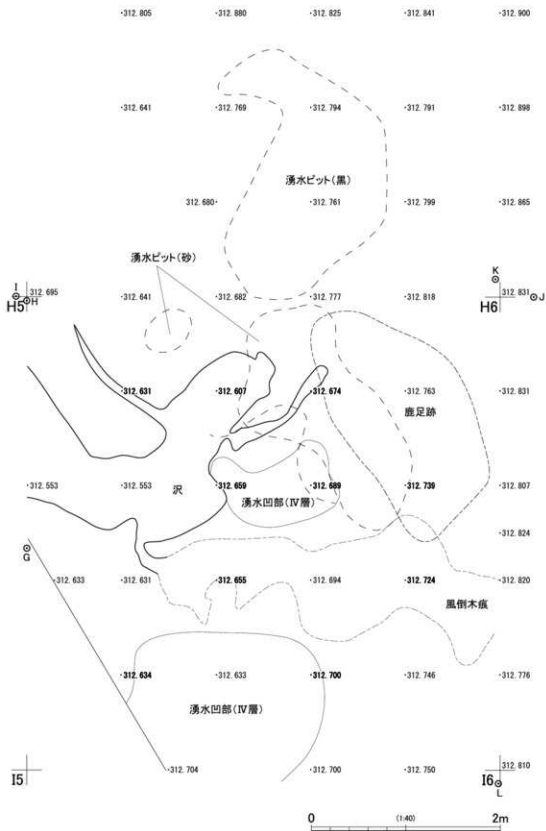 ・312.805 ・312.880 ・312.825 ・312.841 ・312.900
・312.641 ・312.769 ・312.794 ・312.791 ・312.898
湧水ピット(黒)
312.680・ ・312.761 ・312.799 ・312.865
湧水ピット(砂)
K
I 312.695 ・312.641 ・312.682 ・312.777 ・312.818 312.831 J
H
H5 H6
・312.631 ・312.607 ・312.674 ・312.763 ・312.831
鹿足跡
・312.553 ・312.553 沢 ・312.659 ・312.689 ・312.739 ・312.807
湧水凹部(Ⅳ層)
・312.824
G
・312.633 ・312.631 ・312.655 ・312.694 ・312.724 ・312.820
風倒木痕
・312.634 ・312.633 ・312.700 ・312.746 ・312.776
湧水凹部(Ⅳ層)
I5 ・312.704 ・312.700 ・312.750 I6 312.810
L
0 (1:40) 2m